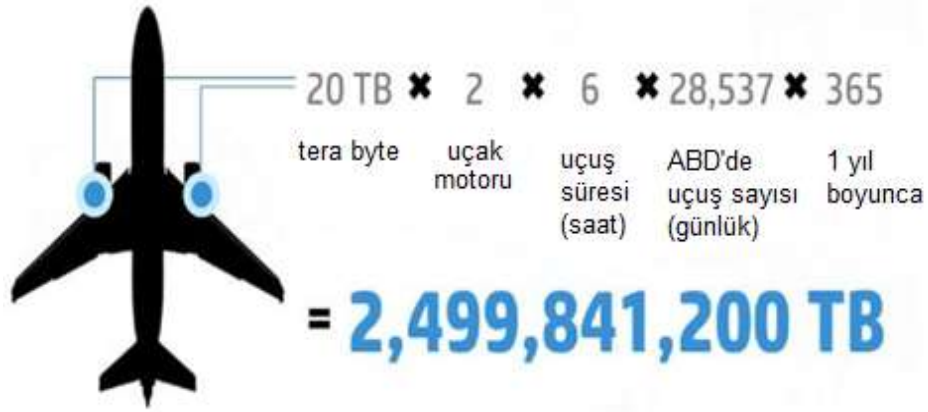 20 TB ✖ 2 ✖ 6 ✖ 28,537 ✖ 365
tera byte
uçak
motoru
uçuş
süresi
(saat)
ABD'de
uçuş sayısı
(günlük)
1 yıl
boyunca
= 2,499,841,200 TB